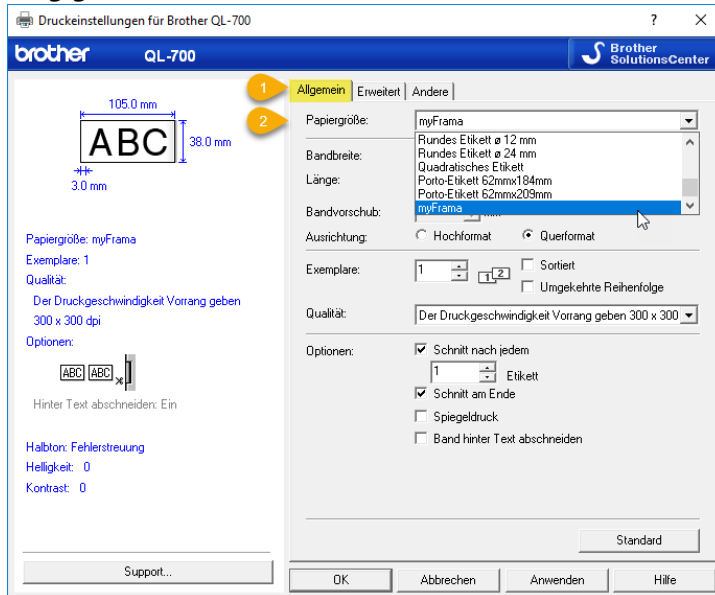 Druckeinstellungen für Brother QL-700
?
X
brother QL-700
Brother
SolutionsCenter
105.0 mm
ABC
38.0 mm
3.0 mm
Papiergröße: myFrama
Exemplare: 1
Qualität:
Der Druckgeschwindigkeit Vorrang geben
300 x 300 dpi
Optionen:
ABC ABC
Hinter Text abschneiden: Ein
Halbton: Fehlerstreuung
Helligkeit: 0
Kontrast: 0
Support...
1
Allgemein Erweitert Andere
2
Papiergröße: myFrama
Rundes Etikett ø 12 mm
Rundes Etikett ø 24 mm
Quadratisches Etikett
Porto-Etikett 62mmx184mm
Porto-Etikett 62mmx209mm
myFrama
Bandbreite:
Länge:
Bandvorschub:
Ausrichtung: Hochformat Querformat
Exemplare: 1 1 2 Sortiert
Umgekehrte Reihenfolge
Qualität: Der Druckgeschwindigkeit Vorrang geben 300 x 300
Optionen: Schnitt nach jedem
1 Etikett
Schnitt am Ende
Spiegeldruck
Band hinter Text abschneiden
Standard
OK Abbrechen Anwenden Hilfe